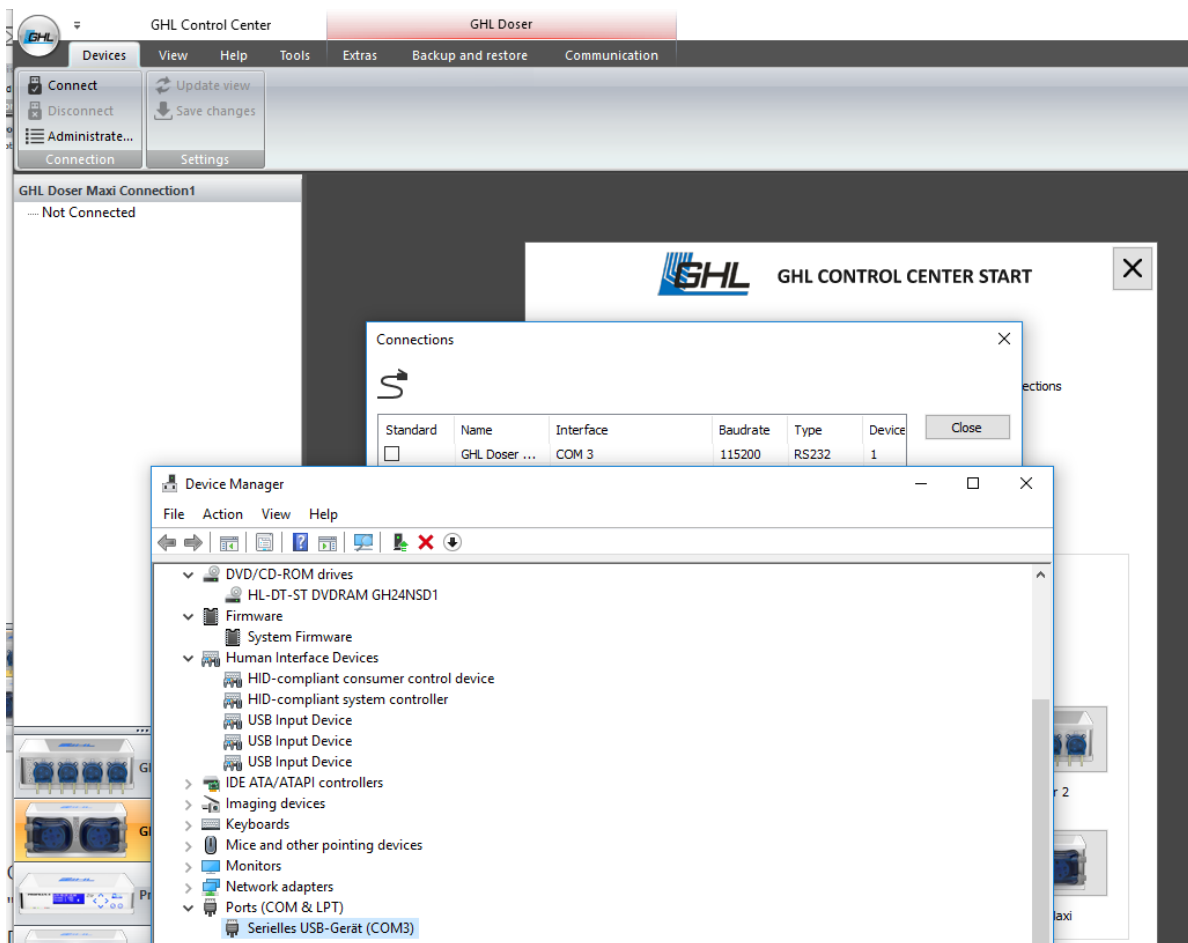 GHL
GHL Control Center
GHL Doser
Devices
View
Help
Tools
Extras
Backup and restore
Communication
Connect
Disconnect
Administrate...
Connection
Update view
Save changes
Settings
GHL Doser Maxi Connection1
Not Connected
GHL
GHL CONTROL CENTER START
Connections
ections
Standard
Name
Interface
Baudrate
Type
Device
Close
GHL Doser ...
COM 3
115200
RS232
1
Device Manager
File
Action
View
Help
DVD/CD-ROM drives
HL-DT-ST DVDRAM GH24NSD1
Firmware
System Firmware
Human Interface Devices
HID-compliant consumer control device
HID-compliant system controller
USB Input Device
USB Input Device
USB Input Device
IDE ATA/ATAPI controllers
Imaging devices
Keyboards
Mice and other pointing devices
Monitors
Network adapters
Ports (COM & LPT)
Serielles USB-Gerät (COM3)
r 2
laxi